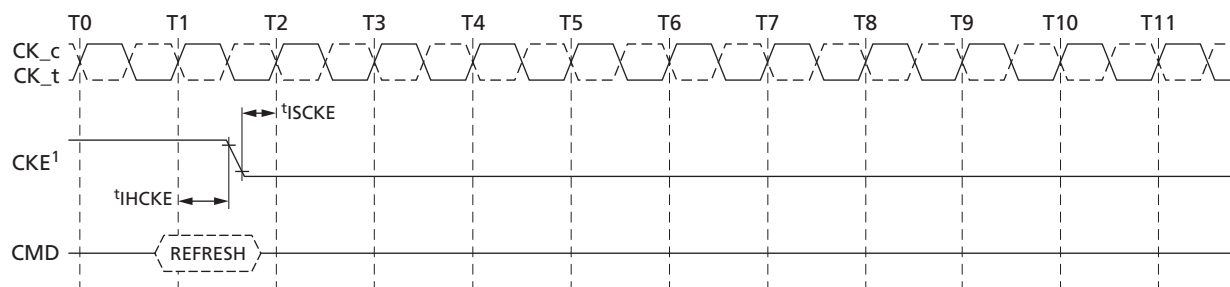 T0 T1 T2 T3 T4 T5 T6 T7 T8 T9 T10 T11
CK_c
CK_t
tISCKE
CKE1
tIHCKE
CMD REFRESH